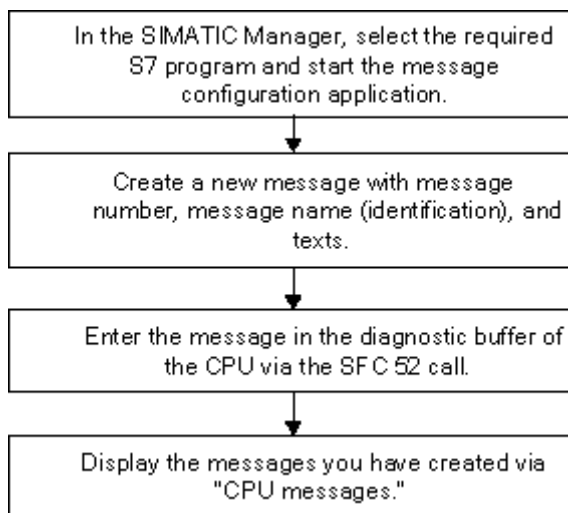 In the SIMATIC Manager, select the required
S7 program and start the message
configuration application.
Create a new message with message
number, message name (identification), and
texts.
Enter the message in the diagnostic buffer of
the CPU via the SFC 52 call.
Display the messages you have created via
"CPU messages."